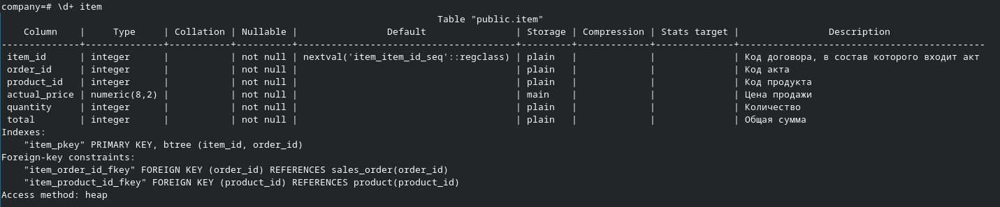 company=# \d+ item
Table "public.item"
Column | Type | Collation | Nullable | Default | Storage | Compression | Stats target | Description
--------------+--------------+-----------+----------+---------------------------------------+---------+-------------+--------------+--------------------------------------------
item_id | integer | | not null | nextval('item_item_id_seq'::regclass) | plain | | | Код договора, в состав которого входит акт
order_id | integer | | not null | | plain | | | Код акта
product_id | integer | | not null | | plain | | | Код продукта
actual_price | numeric(8,2) | | not null | | main | | | Цена продажи
quantity | integer | | not null | | plain | | | Количество
total | integer | | not null | | plain | | | Общая сумма
Indexes:
"item_pkey" PRIMARY KEY, btree (item_id, order_id)
Foreign-key constraints:
"item_order_id_fkey" FOREIGN KEY (order_id) REFERENCES sales_order(order_id)
"item_product_id_fkey" FOREIGN KEY (product_id) REFERENCES product(product_id)
Access method: heap